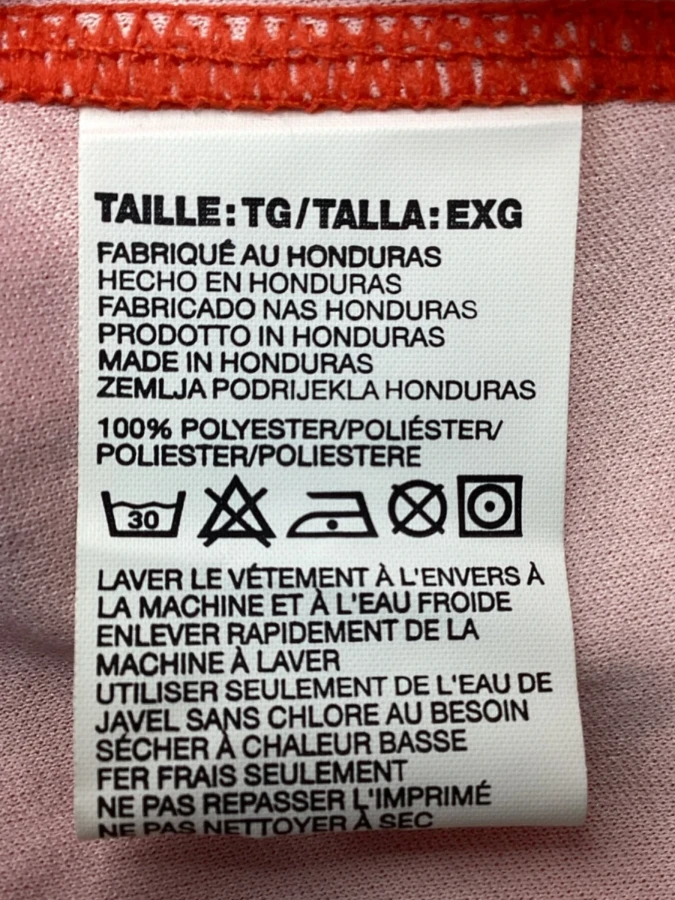 TAILLE:TG/TALLA:EXG
FABRIQUÉ AU HONDURAS
HECHO EN HONDURAS
FABRICADO NAS HONDURAS
PRODOTTO IN HONDURAS
MADE IN HONDURAS
ZEMLJA PODRIJEKLA HONDURAS
100% POLYESTER/POLIÉSTER/
POLIESTER/POLIESTERE
30
LAVER LE VÉTEMENT À L'ENVERS À
LA MACHINE ET À L'EAU FROIDE
ENLEVER RAPIDEMENT DE LA
MACHINE À LAVER
UTILISER SEULEMENT DE L'EAU DE
JAVEL SANS CHLORE AU BESOIN
SÉCHER À CHALEUR BASSE
FER FRAIS SEULEMENT
NE PAS REPASSER L'IMPRIMÉ
NE PAS NETTOYER À SEC